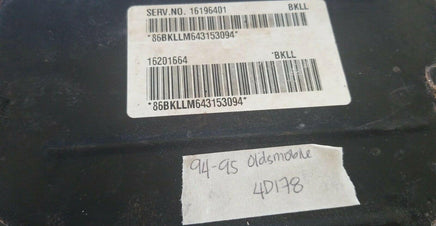 SERV.NO. 16196401 BKLL
*86BKLLM643153094*
16201664 *BKLL
*86BKLLM643153094*
94-95 Oldsmobile
4D178